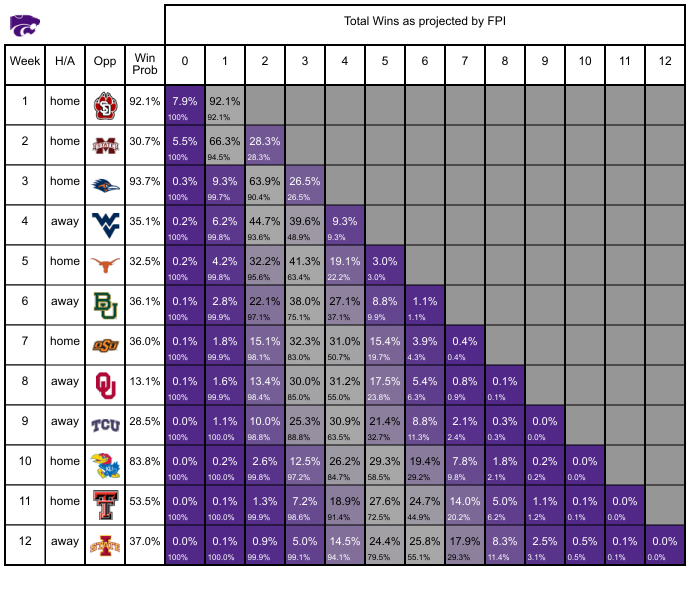 Total Wins as projected by FPI
Week H/A Opp Win Prob 0 1 2 3 4 5 6 7 8 9 10 11 12
1 home 92.1% 7.9% 92.1%
100% 92.1%
2 home 30.7% 5.5% 66.3% 28.3%
100% 94.5% 28.3%
3 home 93.7% 0.3% 9.3% 63.9% 26.5%
100% 99.7% 90.4% 26.5%
4 away 35.1% 0.2% 6.2% 44.7% 39.6% 9.3%
100% 99.8% 93.6% 48.9% 9.3%
5 home 32.5% 0.2% 4.2% 32.2% 41.3% 19.1% 3.0%
100% 99.8% 95.6% 63.4% 22.2% 3.0%
6 away 36.1% 0.1% 2.8% 22.1% 38.0% 27.1% 8.8% 1.1%
100% 99.9% 97.1% 75.1% 37.1% 9.9% 1.1%
7 home 36.0% 0.1% 1.8% 15.1% 32.3% 31.0% 15.4% 3.9% 0.4%
100% 99.9% 98.1% 83.0% 50.7% 19.7% 4.3% 0.4%
8 away 13.1% 0.1% 1.6% 13.4% 30.0% 31.2% 17.5% 5.4% 0.8% 0.1%
100% 99.9% 98.4% 85.0% 55.0% 23.8% 6.3% 0.9% 0.1%
9 away TCU 28.5% 0.0% 1.1% 10.0% 25.3% 30.9% 21.4% 8.8% 2.1% 0.3% 0.0%
100% 100.0% 98.8% 88.8% 63.5% 32.7% 11.3% 2.4% 0.3% 0.0%
10 home 83.8% 0.0% 0.2% 2.6% 12.5% 26.2% 29.3% 19.4% 7.8% 1.8% 0.2% 0.0%
100% 100.0% 99.8% 97.2% 84.7% 58.5% 29.2% 9.8% 2.1% 0.2% 0.0%
11 home 53.5% 0.0% 0.1% 1.3% 7.2% 18.9% 27.6% 24.7% 14.0% 5.0% 1.1% 0.1% 0.0%
100% 100.0% 99.9% 98.6% 91.4% 72.5% 44.9% 20.2% 6.2% 1.2% 0.1% 0.0%
12 away 37.0% 0.0% 0.1% 0.9% 5.0% 14.5% 24.4% 25.8% 17.9% 8.3% 2.5% 0.5% 0.1% 0.0%
100% 100.0% 99.9% 99.1% 94.1% 79.5% 55.1% 29.3% 11.4% 3.1% 0.5% 0.1% 0.0%